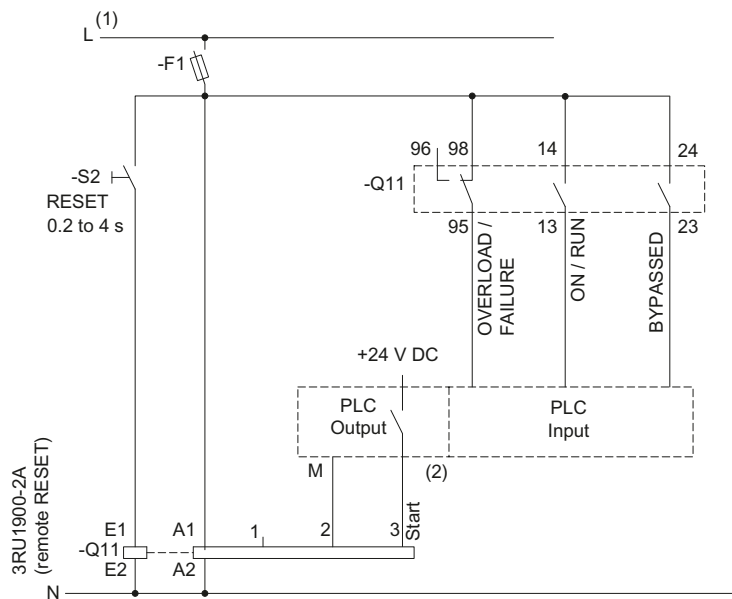 L (1)
-F1
96 98 14 24
-S2
RESET
0.2 to 4 s
-Q11
95 13 23
OVERLOAD /
FAILURE
ON / RUN
BYPASSED
+24 V DC
PLC
Output
PLC
Input
M (2)
3RU1900-2A
(remote RESET)
E1 A1 1 2 3 Start
-Q11
E2 A2
N